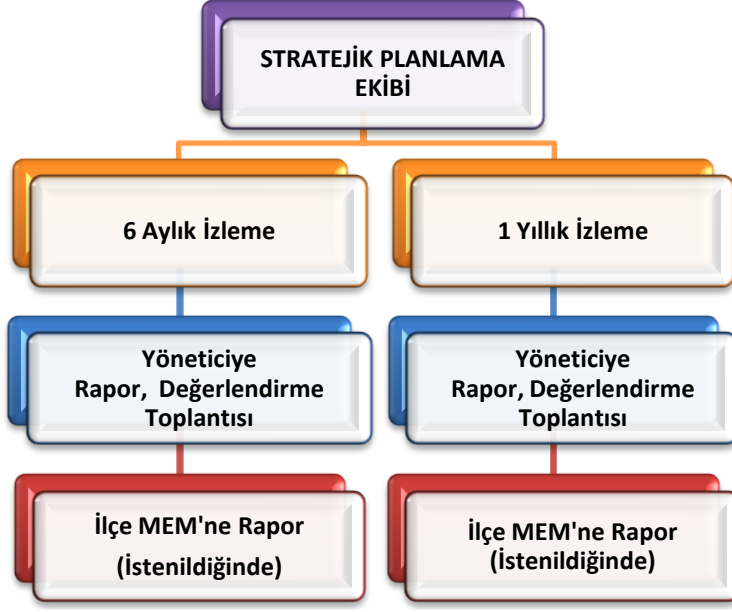 STRATEJİK PLANLAMA
EKİBİ
6 Aylık İzleme
1 Yıllık İzleme
Yöneticiye
Rapor, Değerlendirme
Toplantısı
Yöneticiye
Rapor, Değerlendirme
Toplantısı
İlçe MEM'ne Rapor
(İstenildiğinde)
İlçe MEM'ne Rapor
(İstenildiğinde)